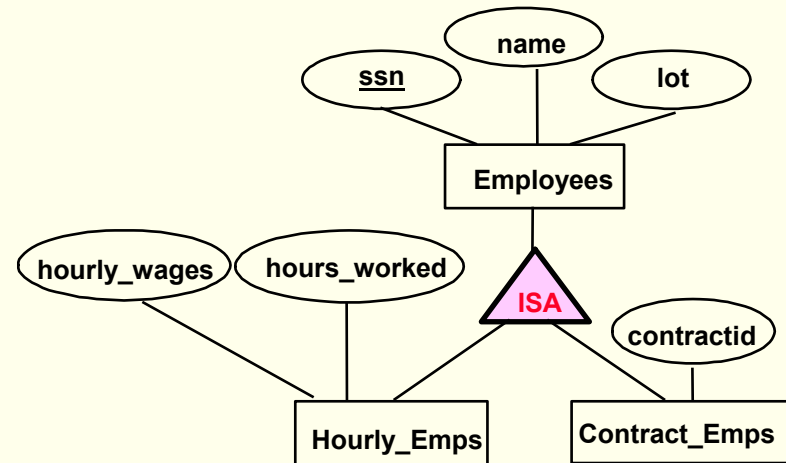 name
ssn
lot
Employees
hourly_wages
hours_worked
ISA
contractid
Hourly_Emps
Contract_Emps